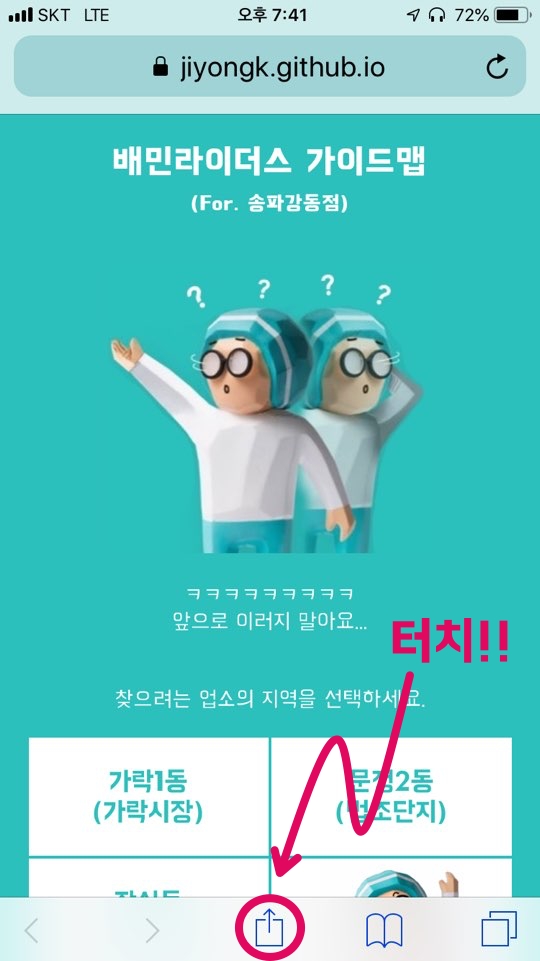 SKT LTE 오후 7:41 72%
jiyongk.github.io
배민라이더스 가이드맵
(For. 송파강동점)
? ? ? ?
ㅋㅋㅋㅋㅋㅋㅋㅋㅋ
앞으로 이러지 말아요...
터치!!
찾으려는 업소의 지역을 선택하세요.
가락1동
(가락시장)
문정2동
(법조단지)